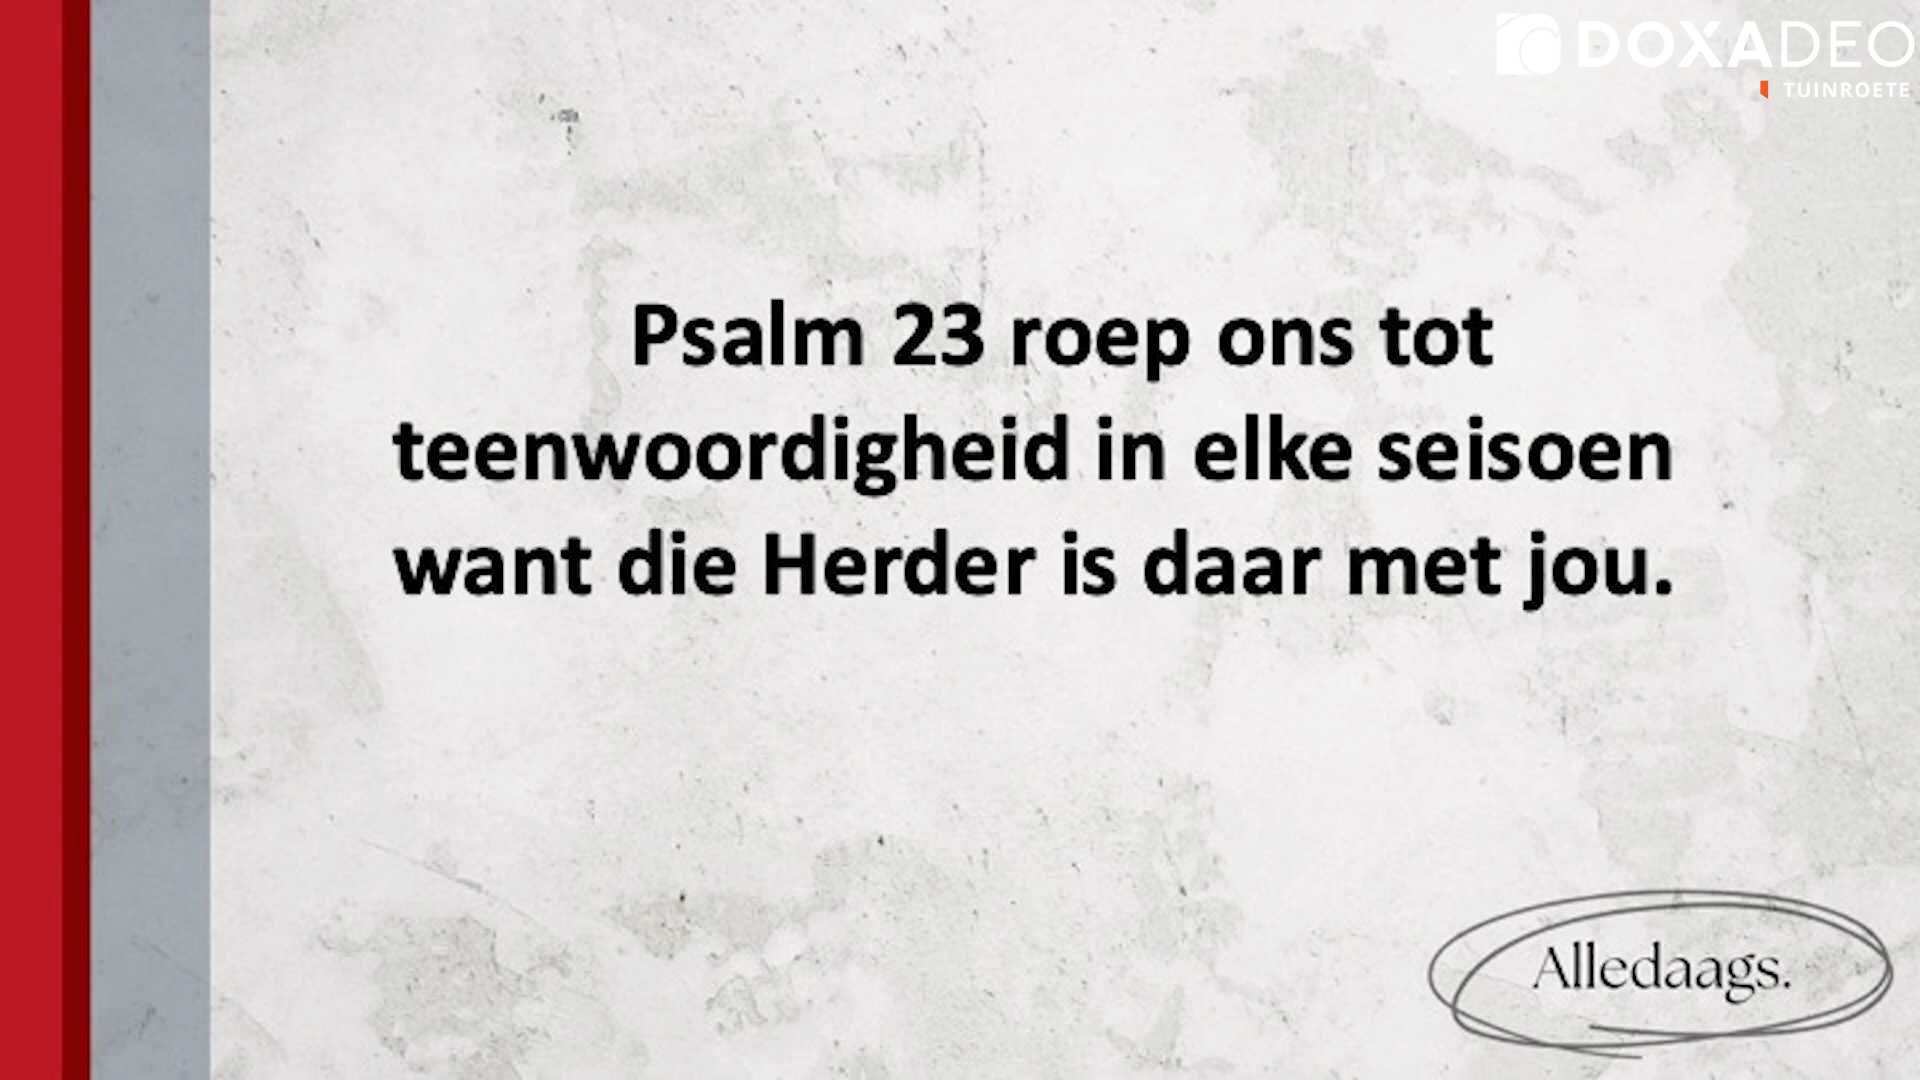 DOXADEO
TUINROETE
Psalm 23 roep ons tot
teenwoordigheid in elke seisoen
want die Herder is daar met jou.
Alledaags.